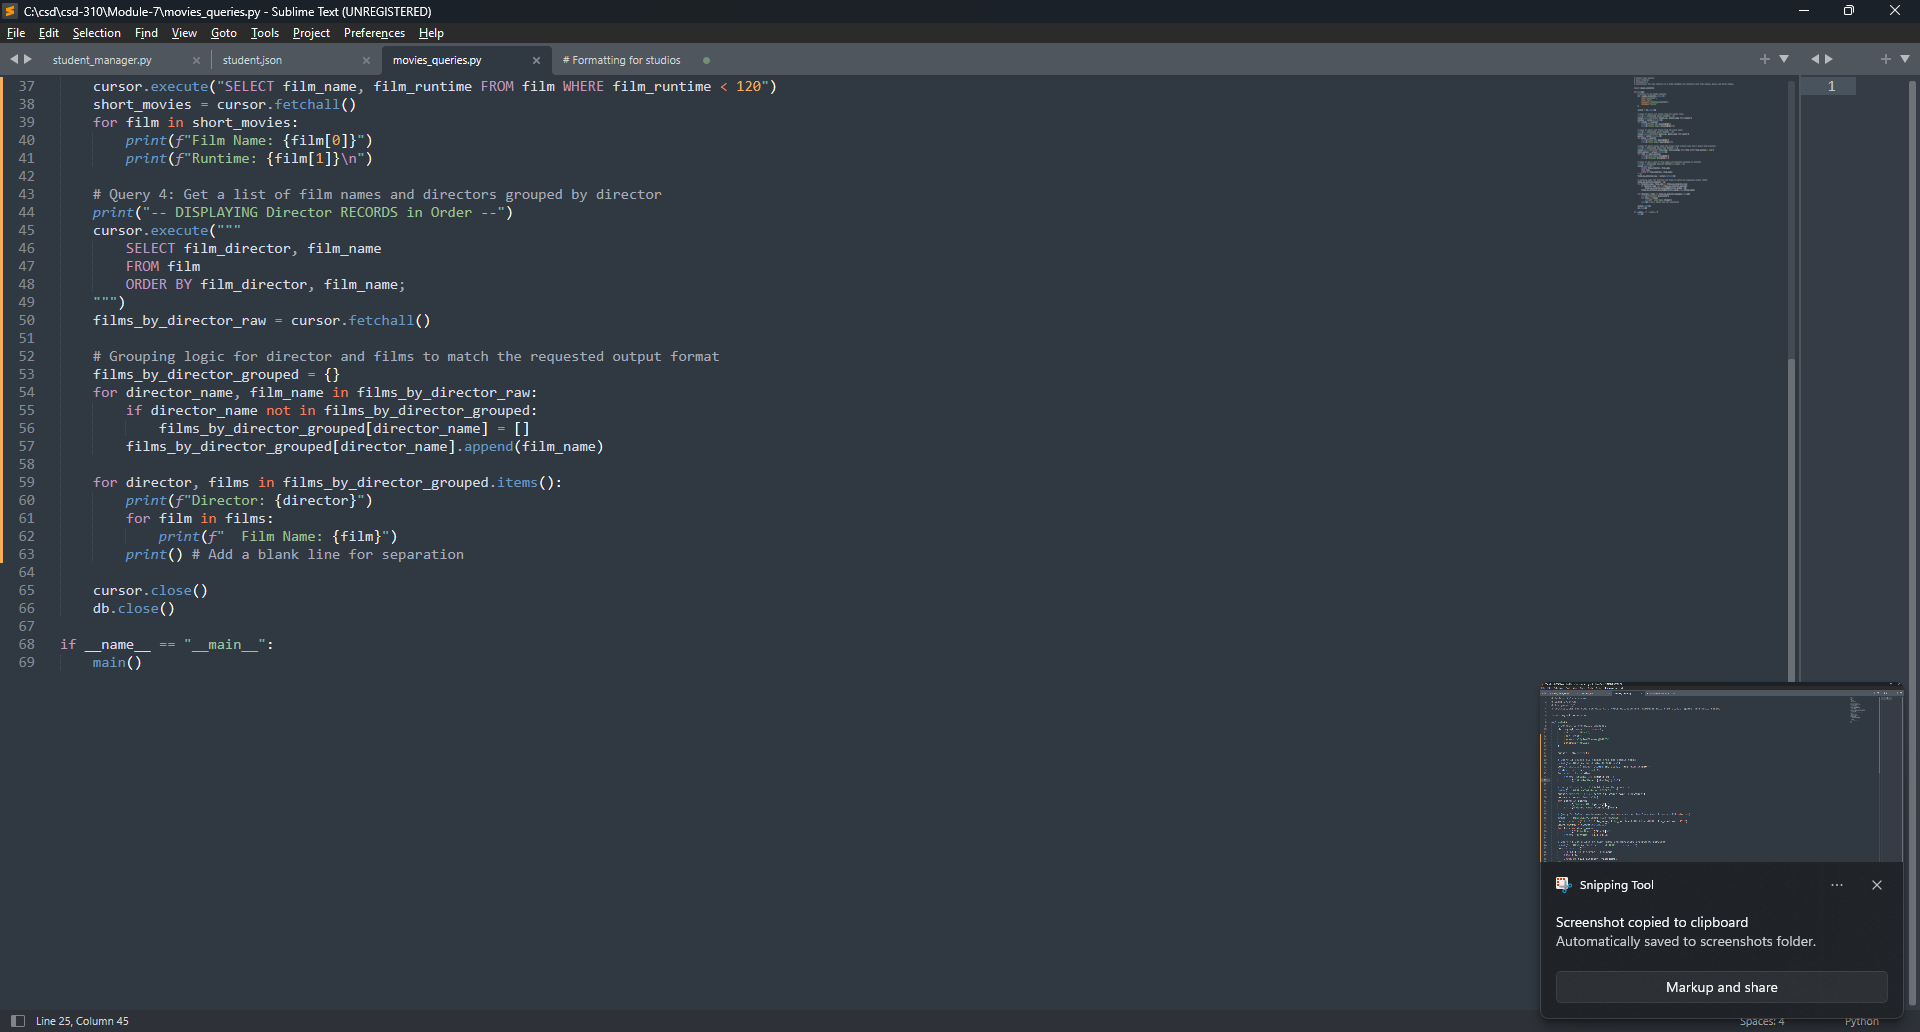 C:\csd\csd-310\Module-7\movies_queries.py - Sublime Text (UNREGISTERED)
File Edit Selection Find View Goto Tools Project Preferences Help
student_manager.py × student.json × movies_queries.py × # Formatting for studios
37 cursor.execute("SELECT film_name, film_runtime FROM film WHERE film_runtime < 120")
1
38 short_movies = cursor.fetchall()
39 for film in short_movies:
40 print(f"Film Name: {film[0]}")
41 print(f"Runtime: {film[1]}\n")
42
43 # Query 4: Get a list of film names and directors grouped by director
44 print("-- DISPLAYING Director RECORDS in Order --")
45 cursor.execute("""
46 SELECT film_director, film_name
47 FROM film
48 ORDER BY film_director, film_name;
49 """)
50 films_by_director_raw = cursor.fetchall()
51
52 # Grouping logic for director and films to match the requested output format
53 films_by_director_grouped = {}
54 for director_name, film_name in films_by_director_raw:
55 if director_name not in films_by_director_grouped:
56 films_by_director_grouped[director_name] = []
57 films_by_director_grouped[director_name].append(film_name)
58
59 for director, films in films_by_director_grouped.items():
60 print(f"Director: {director}")
61 for film in films:
62 print(f"  Film Name: {film}")
63 print() # Add a blank line for separation
64
65 cursor.close()
66 db.close()
67
68 if __name__ == "__main__":
69 main()
Snipping Tool
Screenshot copied to clipboard
Automatically saved to screenshots folder.
Markup and share
Line 25, Column 45
Spaces: 4 Python